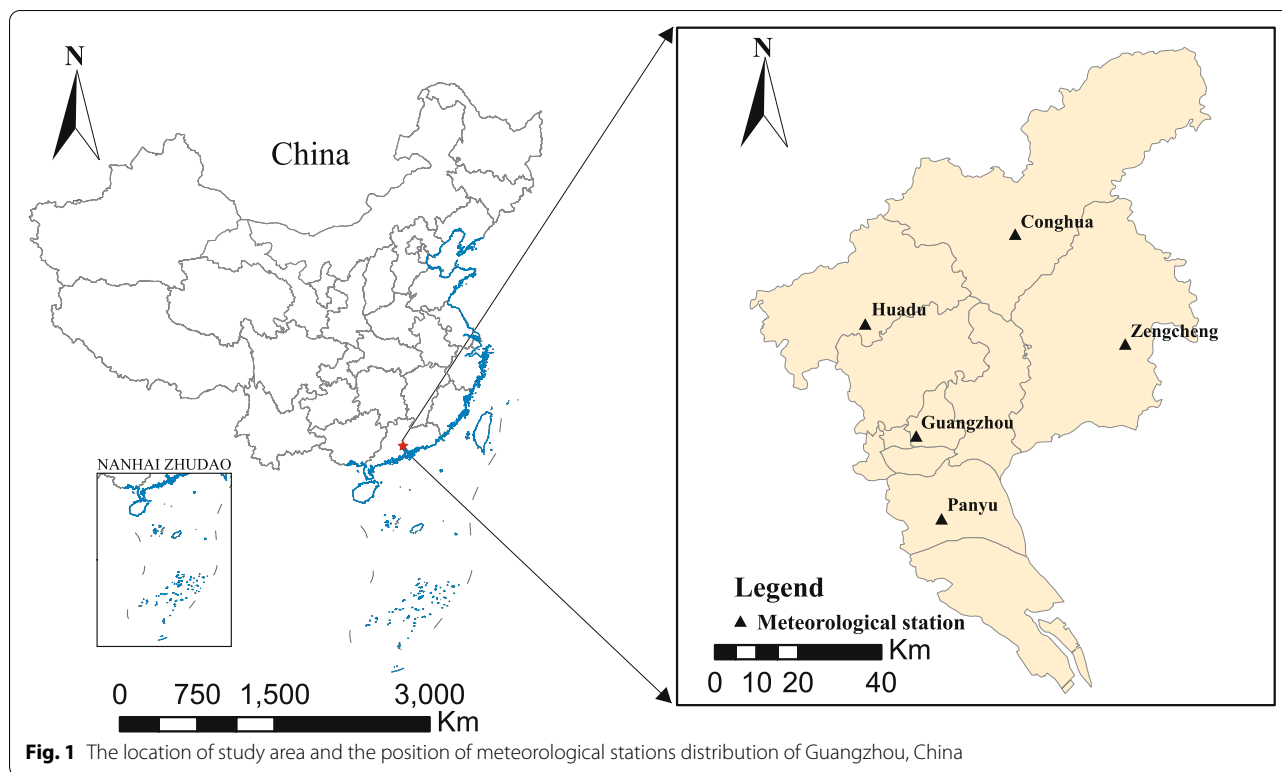 N
China
NANHAI ZHUDAO
0 750 1,500 3,000
Km
N
Conghua
Huadu
Zengcheng
Guangzhou
Panyu
Legend
Meteorological station
Km
0 10 20 40
Fig. 1 The location of study area and the position of meteorological stations distribution of Guangzhou, China